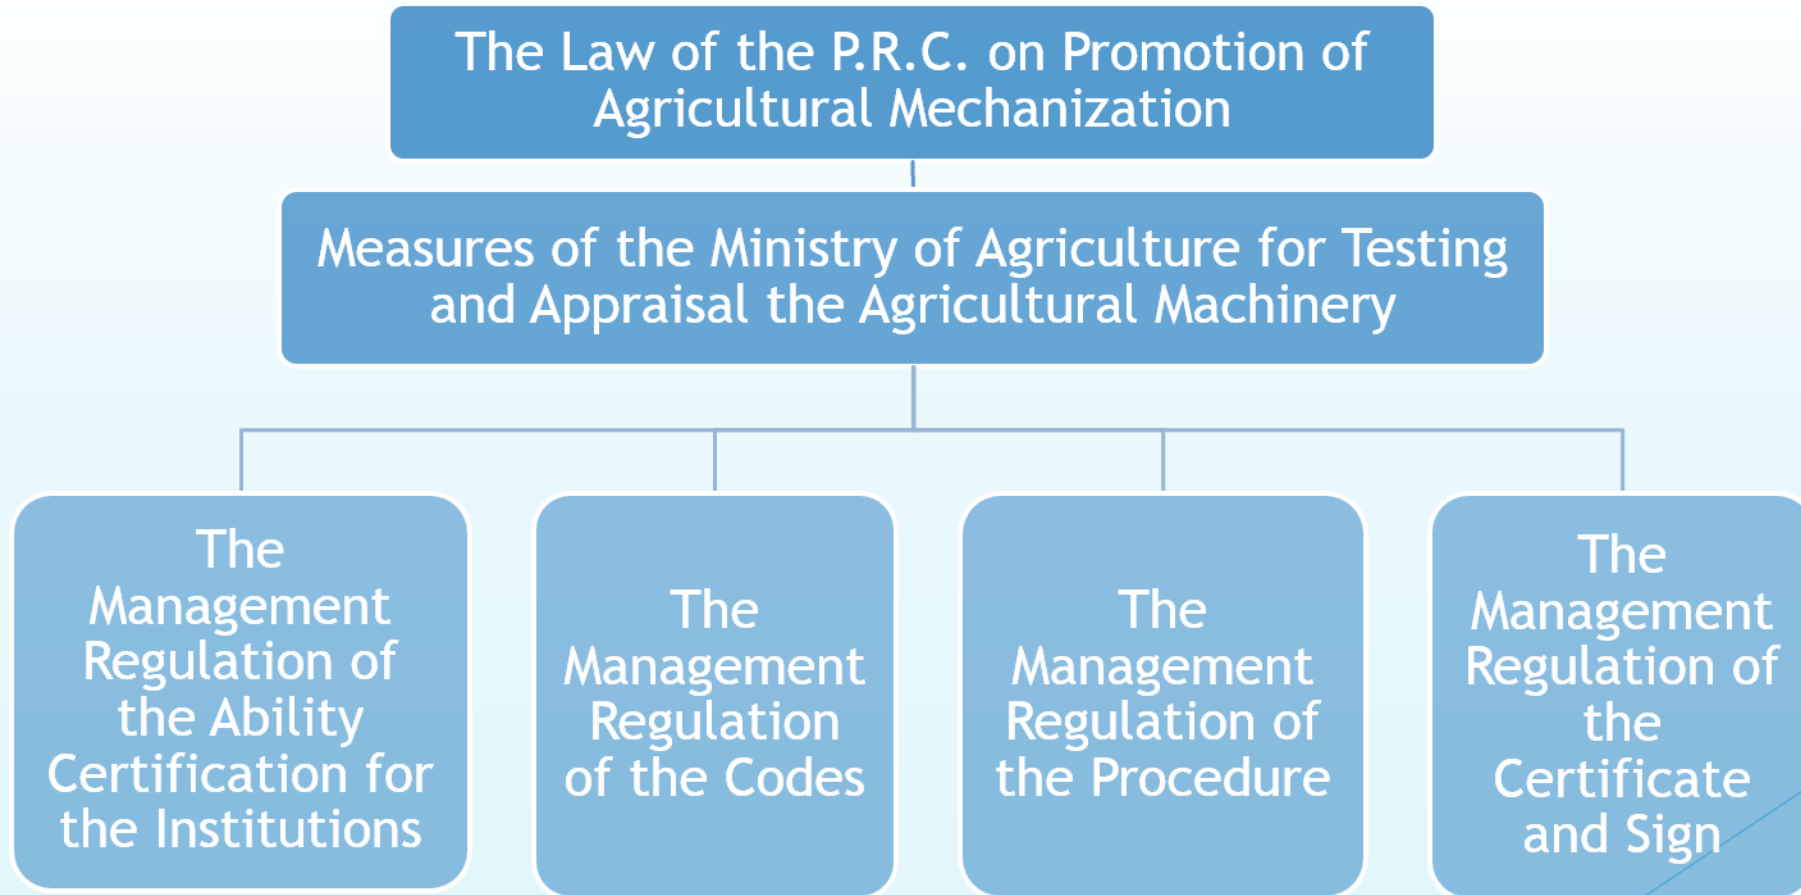 The Law of the P.R.C. on Promotion of
Agricultural Mechanization
Measures of the Ministry of Agriculture for Testing
and Appraisal the Agricultural Machinery
The
Management
Regulation of
the Ability
Certification for
the Institutions
The
Management
Regulation
of the Codes
The
Management
Regulation of
the Procedure
The
Management
Regulation of
the
Certificate
and Sign